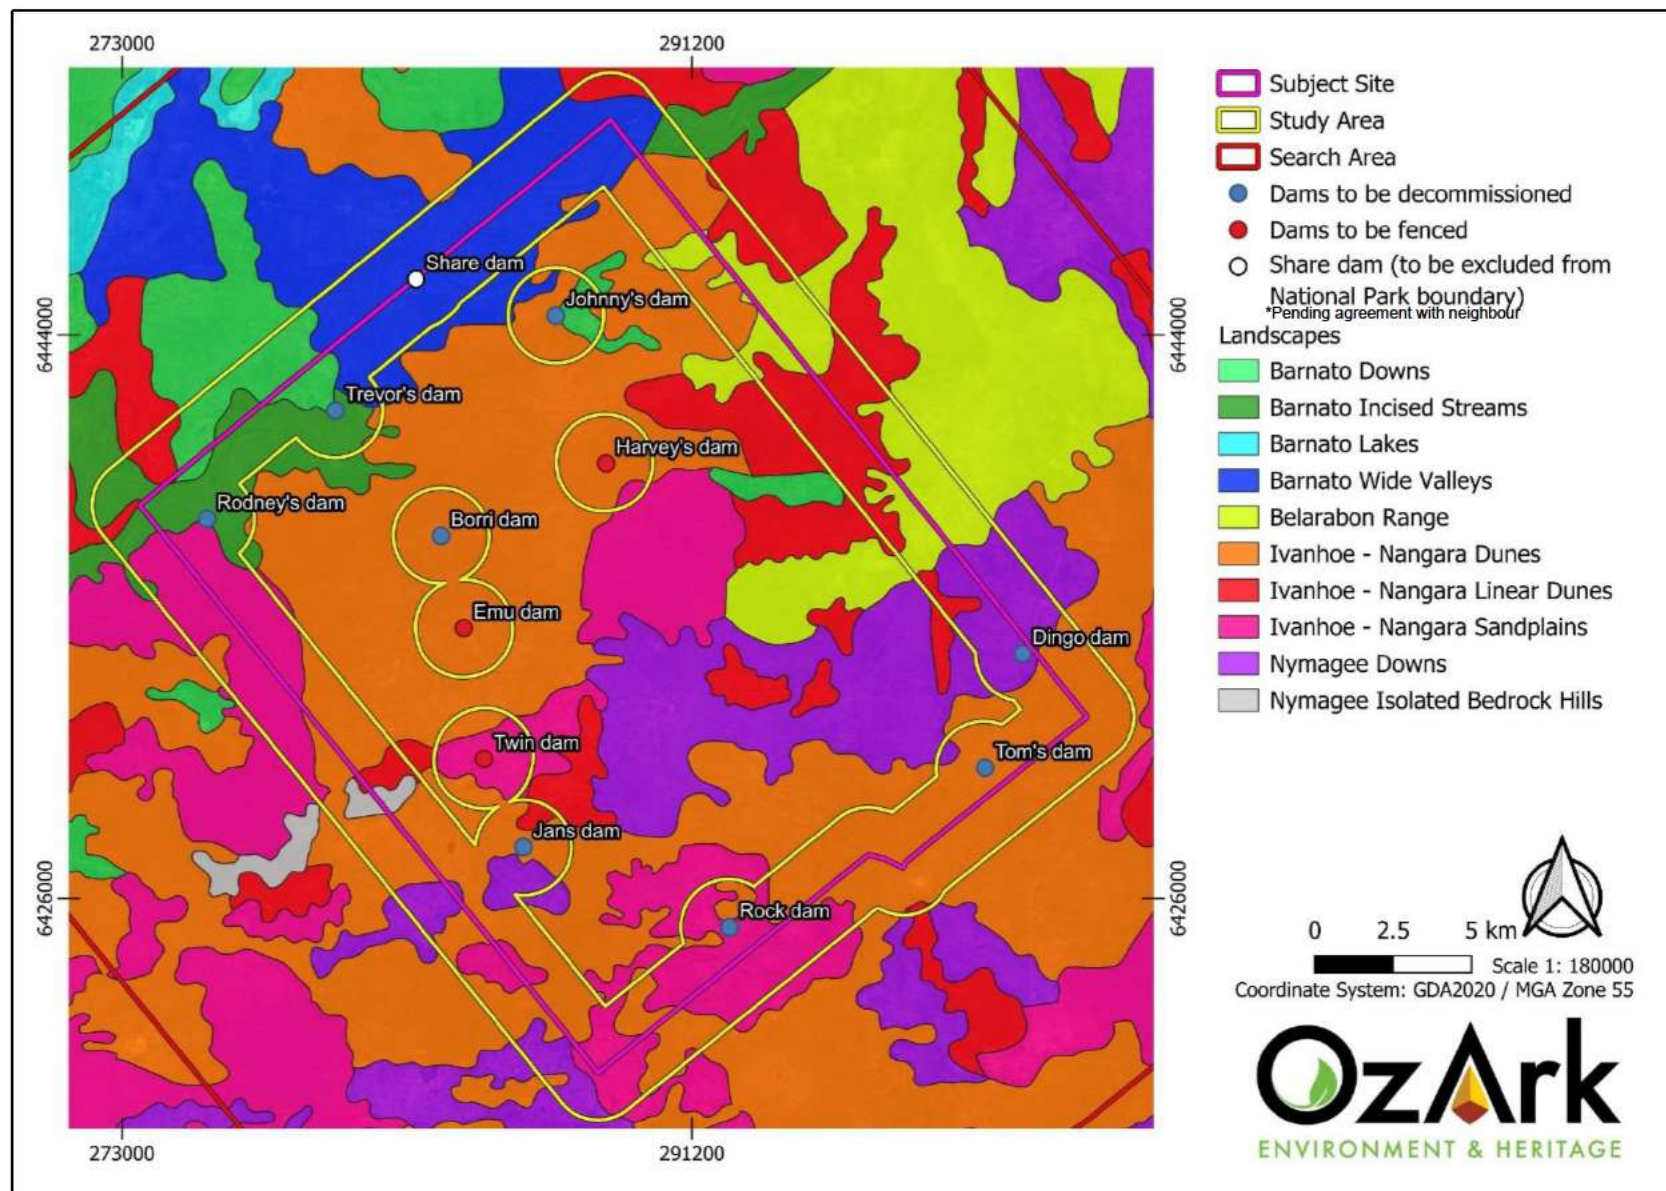 273000
291200
Subject Site
Study Area
Search Area
Dams to be decommissioned
Dams to be fenced
Share dam (to be excluded from
National Park boundary)
*Pending agreement with neighbour
Landscapes
Barnato Downs
Barnato Incised Streams
Barnato Lakes
Barnato Wide Valleys
Belarabon Range
Ivanhoe - Nangara Dunes
Ivanhoe - Nangara Linear Dunes
Ivanhoe - Nangara Sandplains
Nymagee Downs
Nymagee Isolated Bedrock Hills
Share dam
Johnny's dam
6444000
6444000
Trevor's dam
Harvey's dam
Rodney's dam
Borri dam
Emu dam
Dingo dam
Twin dam
Tom's dam
Jans dam
Rock dam
6426000
6426000
0 2.5 5 km
Scale 1: 180000
Coordinate System: GDA2020 / MGA Zone 55
OzArk
ENVIRONMENT & HERITAGE
273000
291200